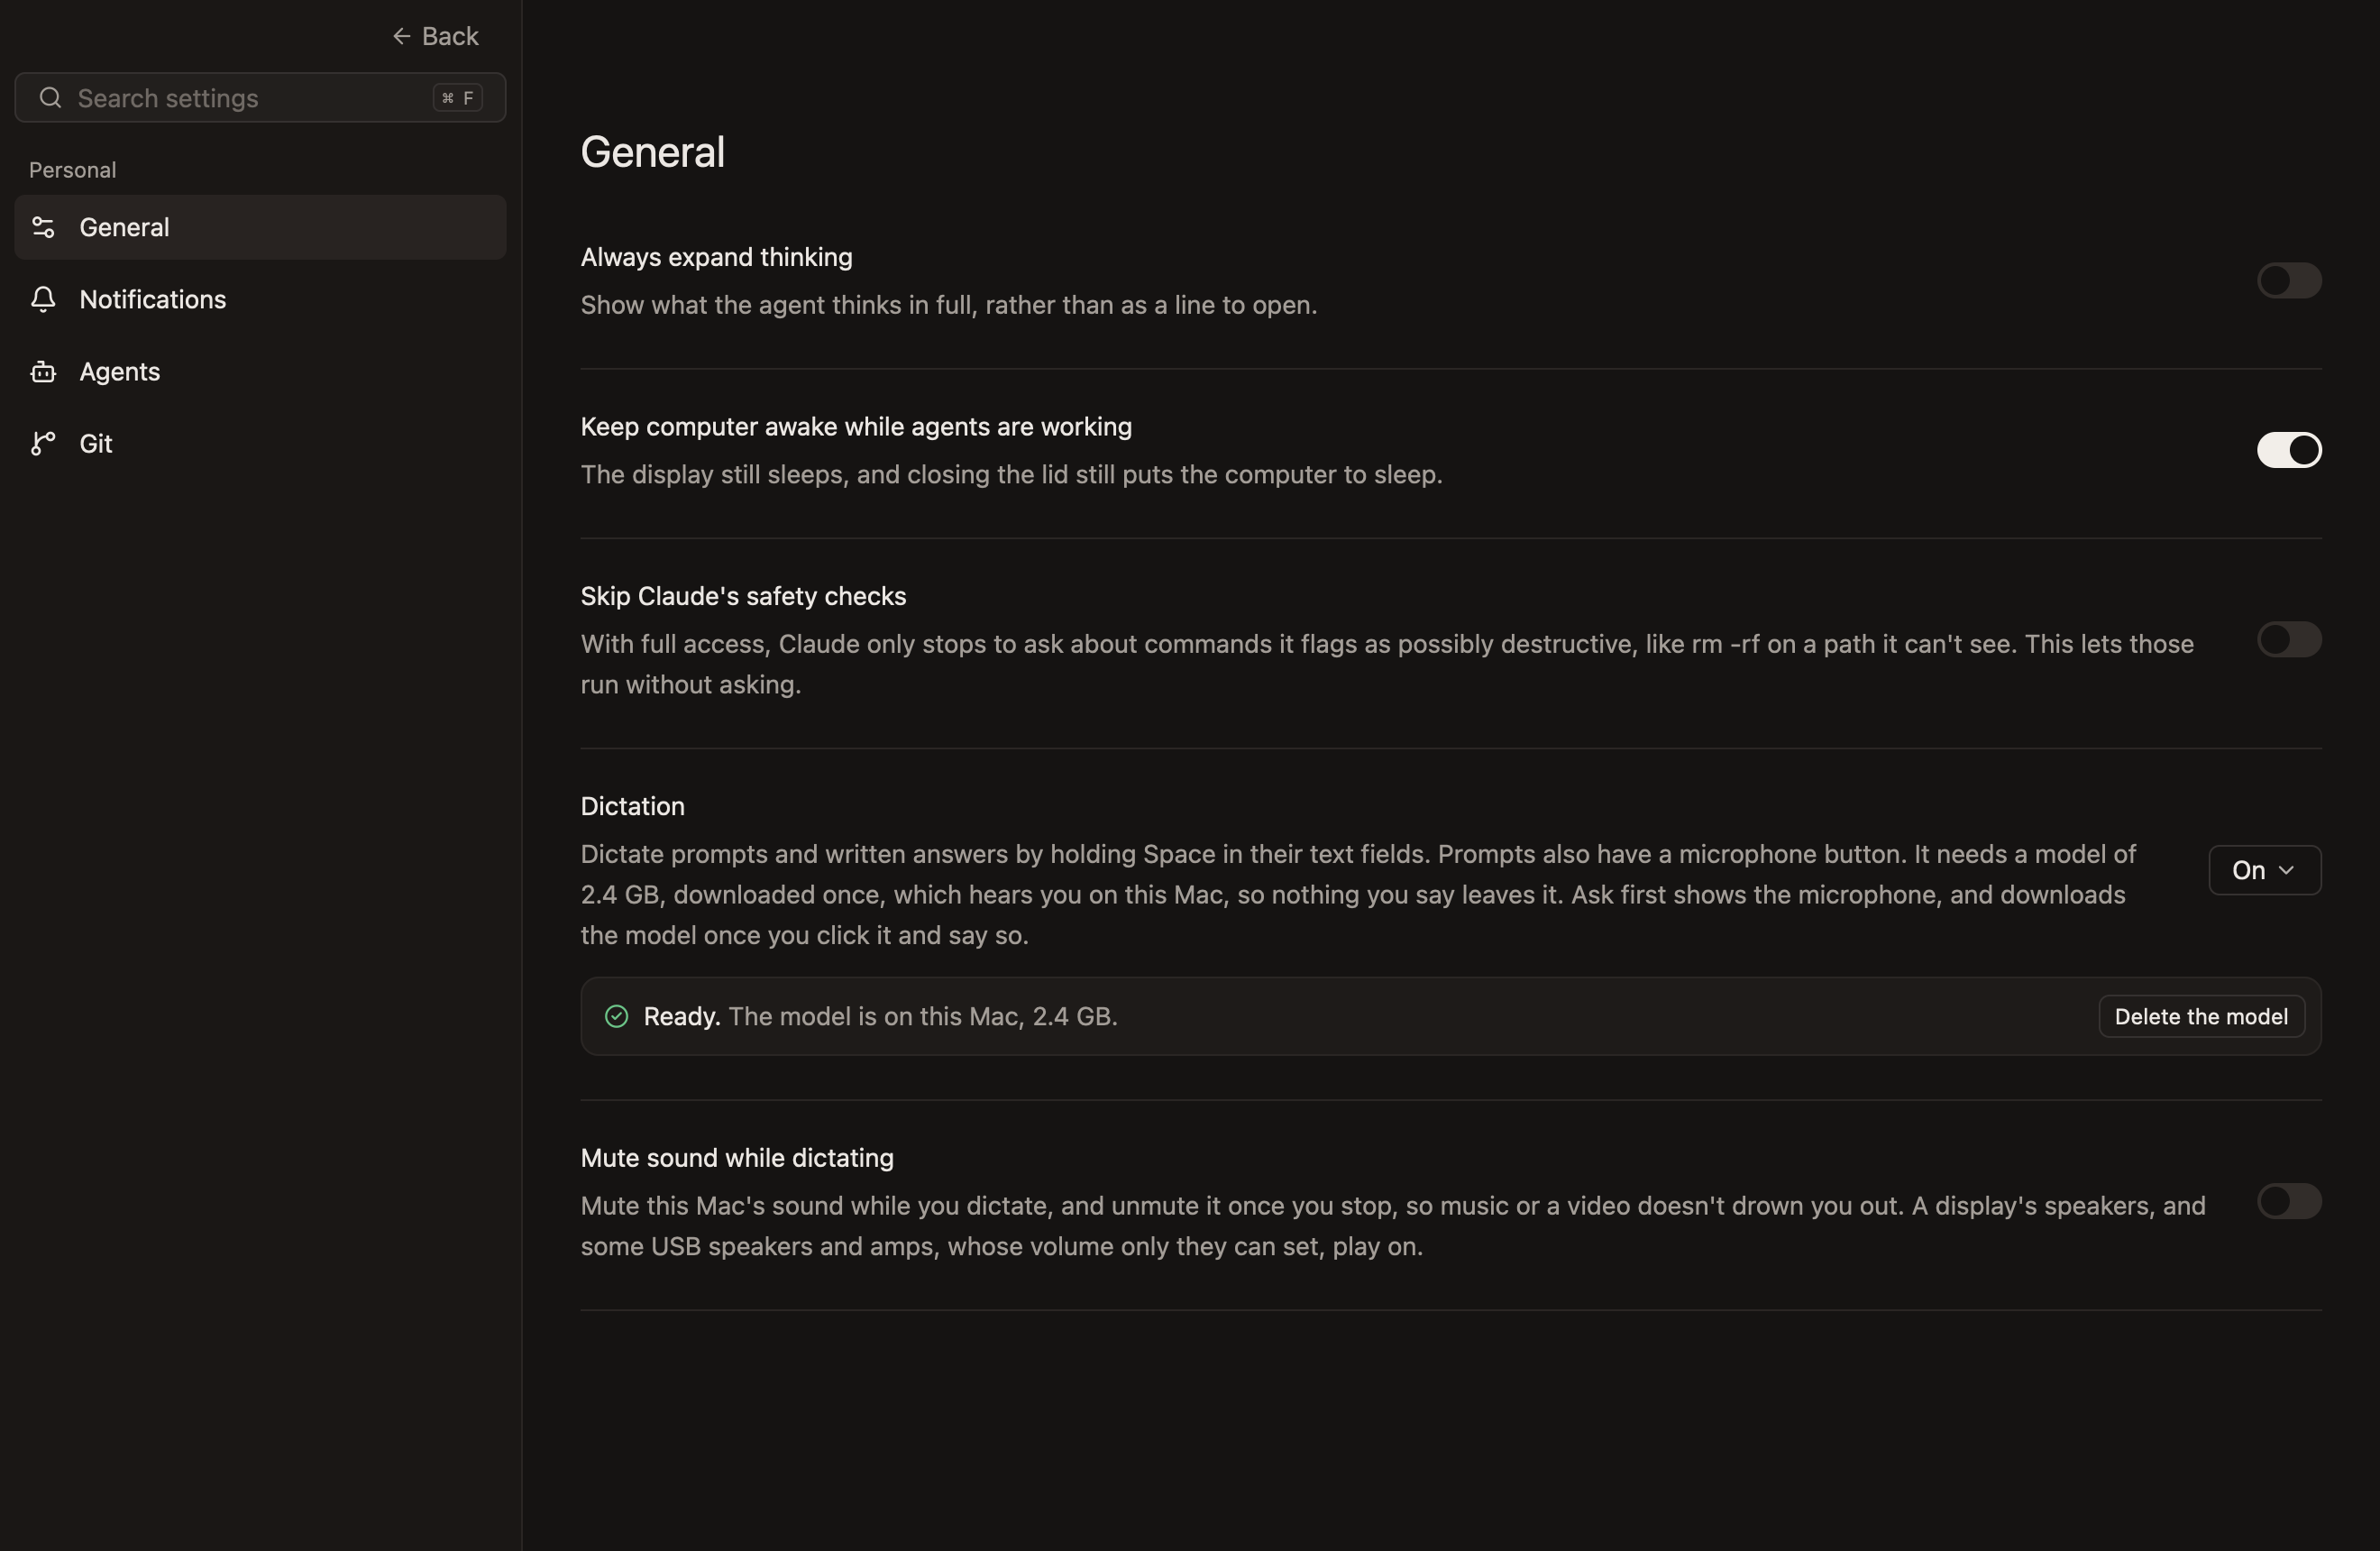 Back
Search settings
⌘ F
Personal
General
Notifications
Agents
Git
General
Always expand thinking
Show what the agent thinks in full, rather than as a line to open.
Keep computer awake while agents are working
The display still sleeps, and closing the lid still puts the computer to sleep.
Skip Claude's safety checks
With full access, Claude only stops to ask about commands it flags as possibly destructive, like rm -rf on a path it can't see. This lets those
run without asking.
Dictation
Dictate prompts and written answers by holding Space in their text fields. Prompts also have a microphone button. It needs a model of
2.4 GB, downloaded once, which hears you on this Mac, so nothing you say leaves it. Ask first shows the microphone, and downloads
the model once you click it and say so.
On
Ready. The model is on this Mac, 2.4 GB.
Delete the model
Mute sound while dictating
Mute this Mac's sound while you dictate, and unmute it once you stop, so music or a video doesn't drown you out. A display's speakers, and
some USB speakers and amps, whose volume only they can set, play on.